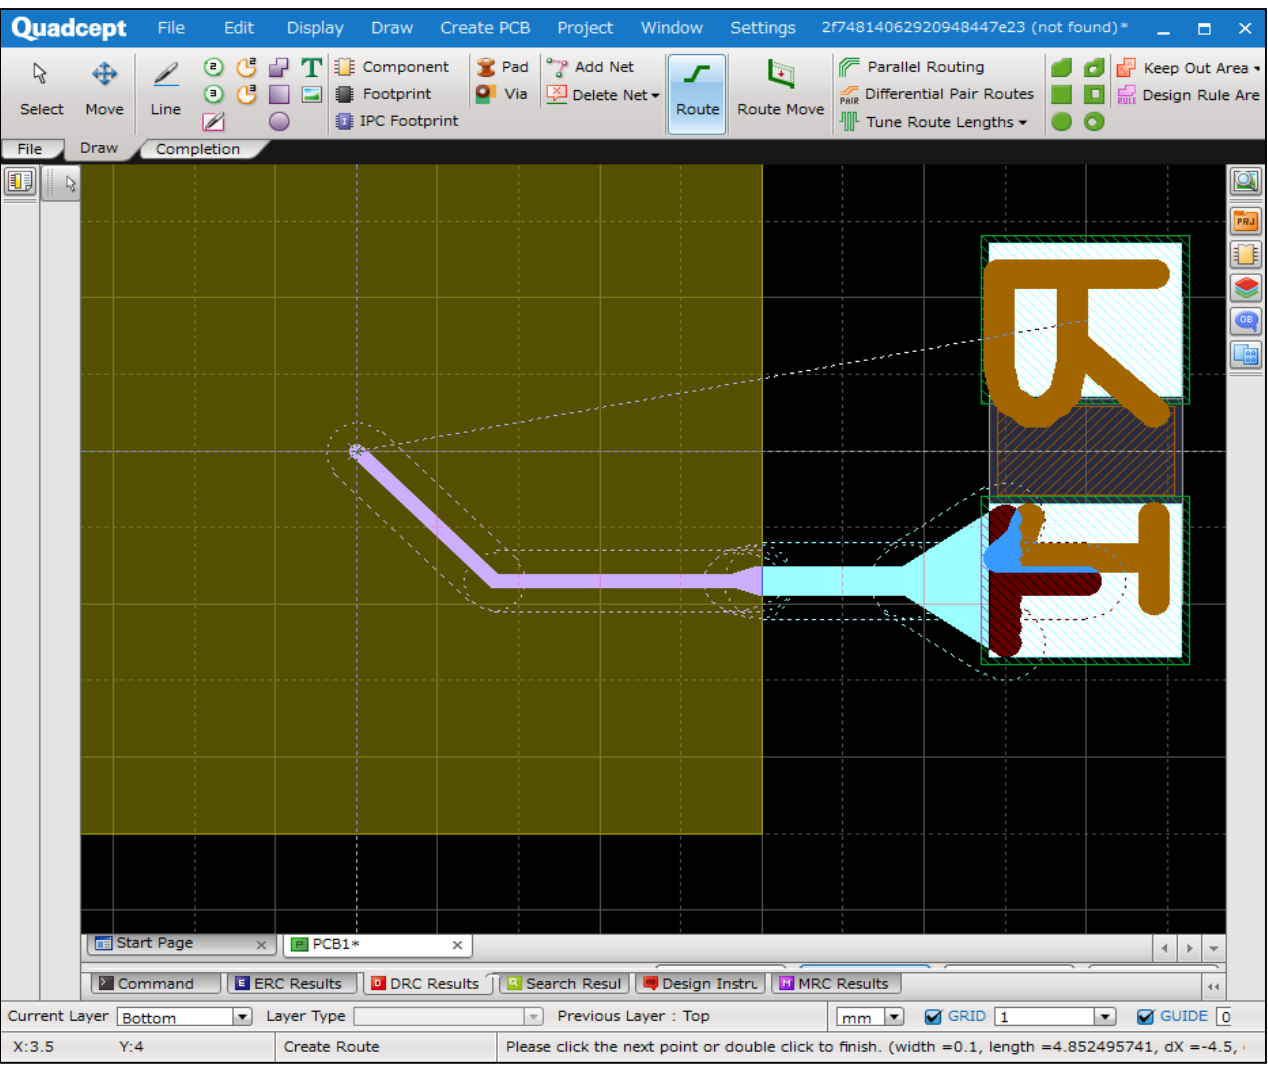 Quadcept File Edit Display Draw Create PCB Project Window Settings 2f74814062920948447e23 (not found)*
Select Move Line T Component Footprint IPC Footprint Pad Via Add Net Delete Net Route Route Move Parallel Routing PAIR Differential Pair Routes Tune Route Lengths Keep Out Area RULE Design Rule Are
File Draw Completion
PRJ
OB
Start Page PCB1*
Command E ERC Results D DRC Results Search Resul Design Instru M MRC Results
Current Layer Bottom Layer Type Previous Layer : Top mm GRID 1 GUIDE 0
X:3.5 Y:4 Create Route Please click the next point or double click to finish. (width =0.1, length =4.852495741, dX =-4.5,